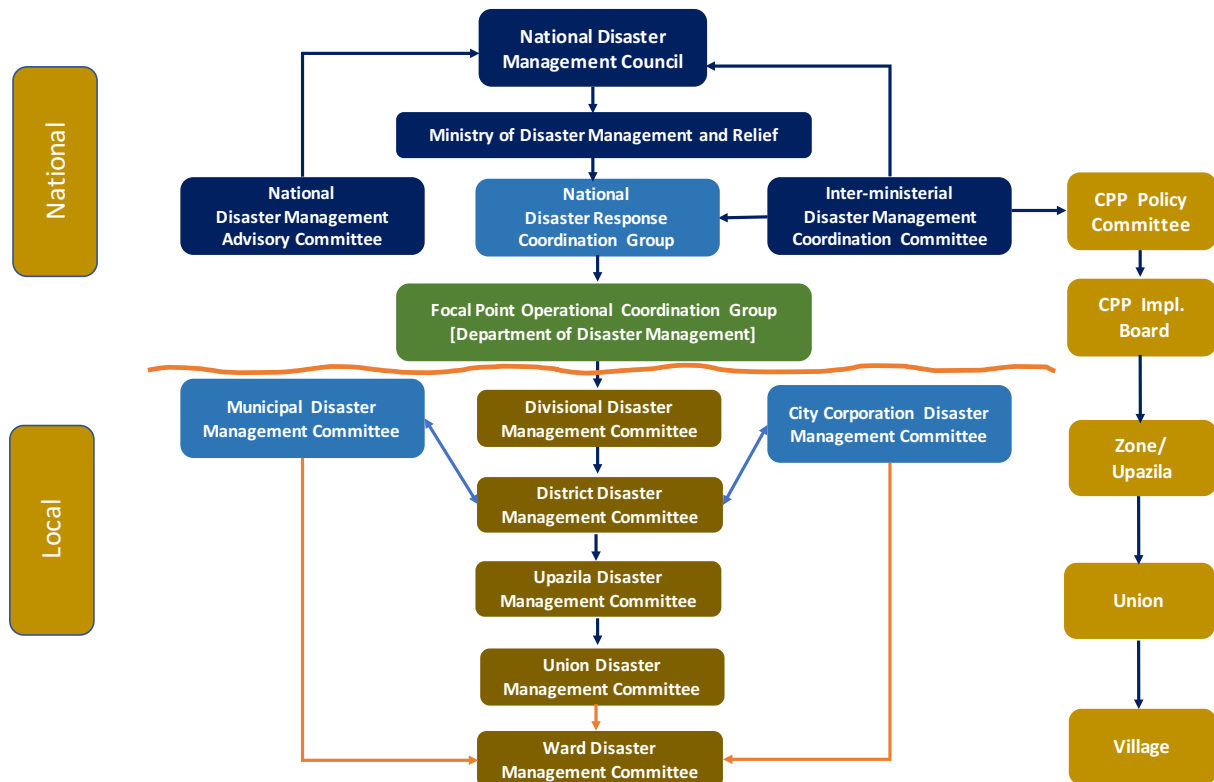 National
National Disaster
Management Council
Ministry of Disaster Management and Relief
National
Disaster Management
Advisory Committee
National
Disaster Response
Coordination Group
Inter-ministerial
Disaster Management
Coordination Committee
CPP Policy
Committee
CPP Impl.
Board
Focal Point Operational Coordination Group
[Department of Disaster Management]
Local
Municipal Disaster
Management Committee
Divisional Disaster
Management Committee
City Corporation Disaster
Management Committee
Zone/
Upazila
District Disaster
Management Committee
Upazila Disaster
Management Committee
Union
Union Disaster
Management Committee
Ward Disaster
Management Committee
Village